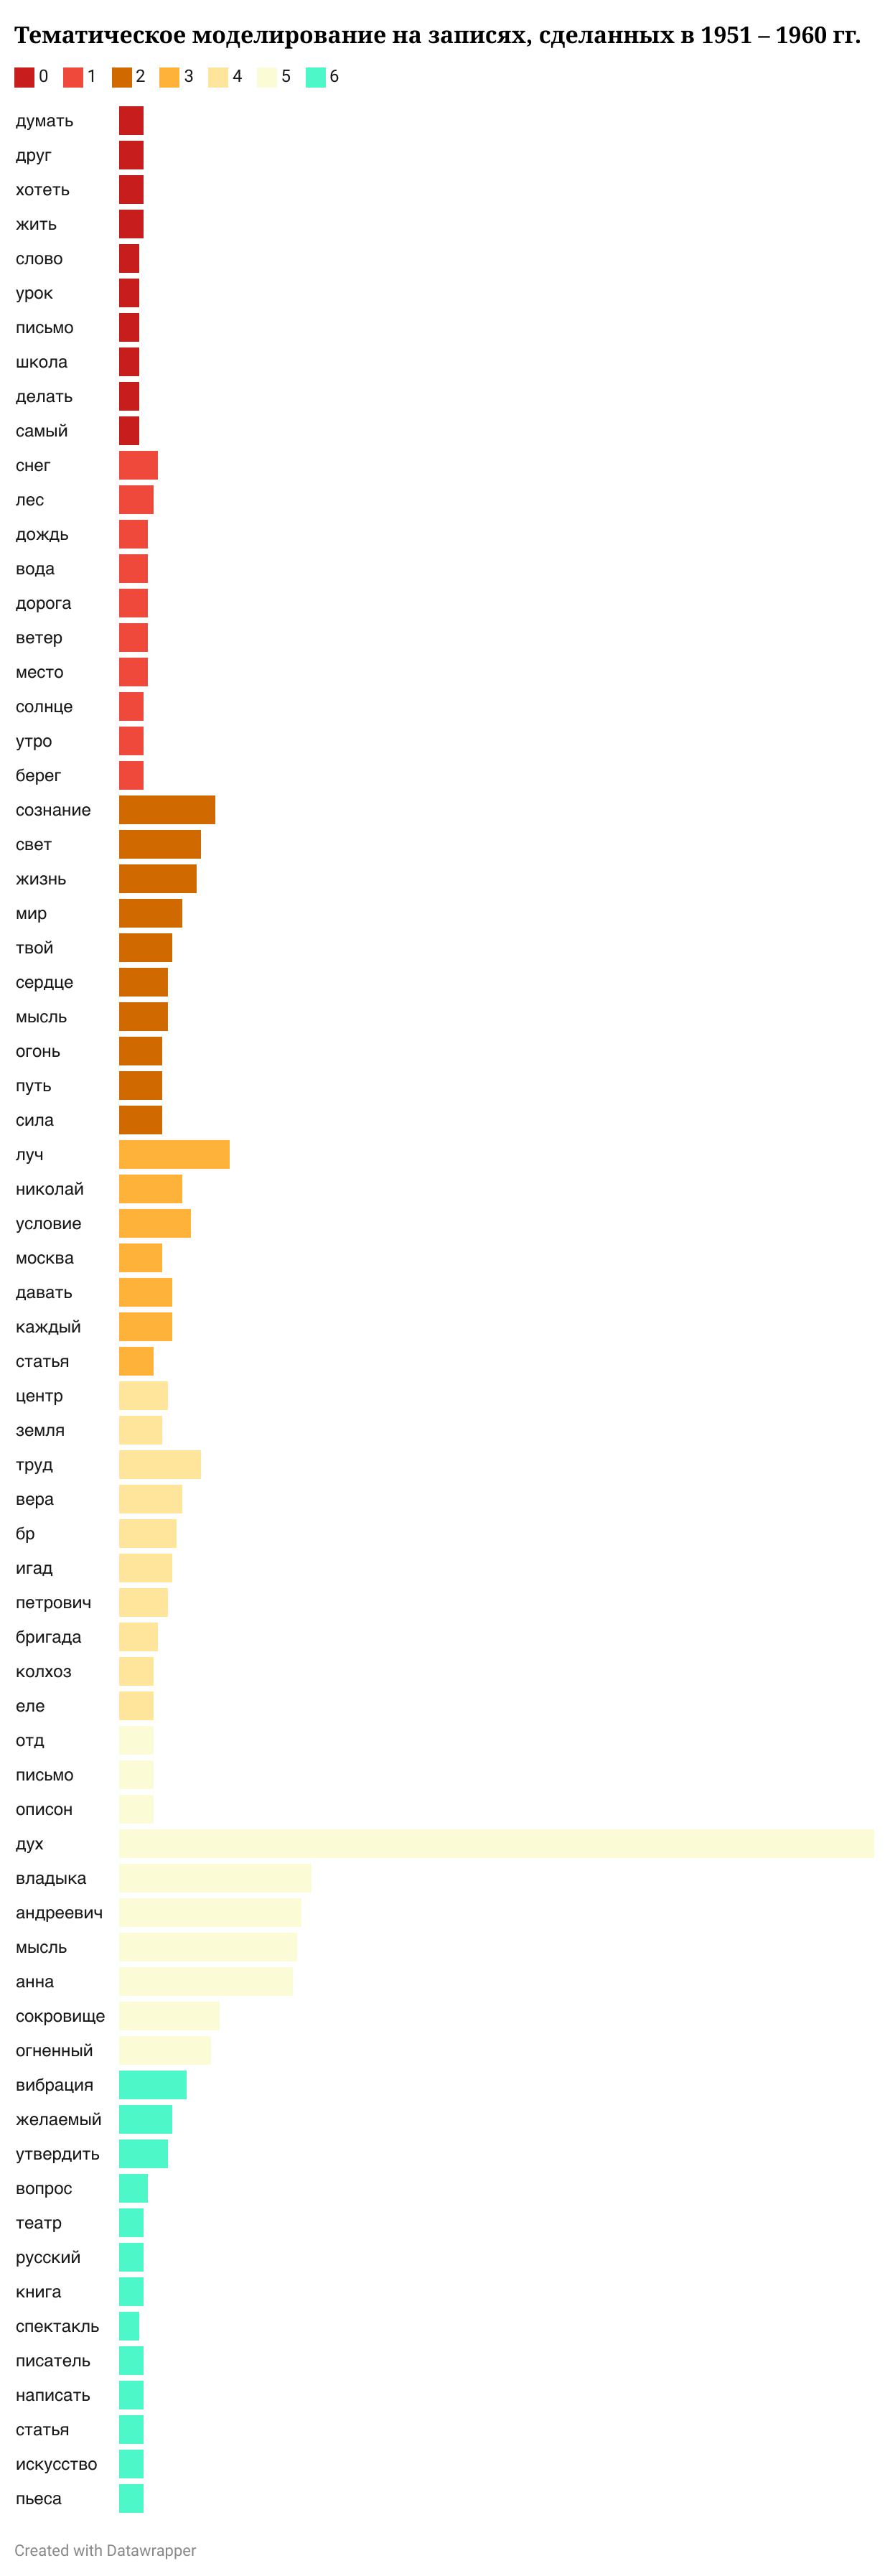 Тематическое моделирование на записях, сделанных в 1951 – 1960 гг.
0 1 2 3 4 5 6
думать
друг
хотеть
жить
слово
урок
письмо
школа
делать
самый
снег
лес
дождь
вода
дорога
ветер
место
солнце
утро
берег
сознание
свет
жизнь
мир
твой
сердце
мысль
огонь
путь
сила
луч
николай
условие
москва
давать
каждый
статья
центр
земля
труд
вера
бр
игад
петрович
бригада
колхоз
еле
отд
письмо
описон
дух
владыка
андреевич
мысль
анна
сокровище
огненный
вибрация
желаемый
утвердить
вопрос
театр
русский
книга
спектакль
писатель
написать
статья
искусство
пьеса
Created with Datawrapper